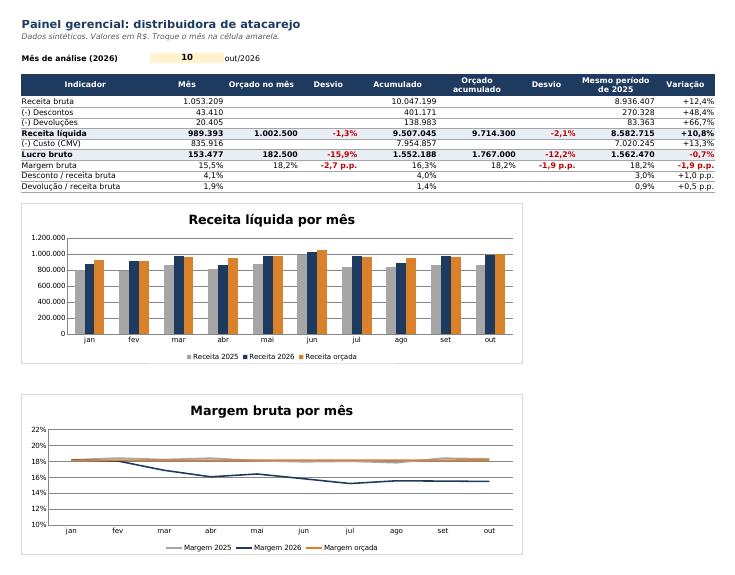 Painel gerencial: distribuidora de atacarejo
Dados sintéticos. Valores em R$. Troque o mês na célula amarela.
Mês de análise (2026) 10 out/2026
Indicador Mês Orçado no mês Desvio Acumulado Orçado acumulado Desvio Mesmo período de 2025 Variação
Receita bruta 1.053.209 10.047.199 8.936.407 +12,4%
(-) Descontos 43.410 401.171 270.328 +48,4%
(-) Devoluções 20.405 138.983 83.363 +66,7%
Receita líquida 989.393 1.002.500 -1,3% 9.507.045 9.714.300 -2,1% 8.582.715 +10,8%
(-) Custo (CMV) 835.916 7.954.857 7.020.245 +13,3%
Lucro bruto 153.477 182.500 -15,9% 1.552.188 1.767.000 -12,2% 1.562.470 -0,7%
Margem bruta 15,5% 18,2% -2,7 p.p. 16,3% 18,2% -1,9 p.p. 18,2% -1,9 p.p.
Desconto / receita bruta 4,1% 4,0% 3,0% +1,0 p.p.
Devolução / receita bruta 1,9% 1,4% 0,9% +0,5 p.p.
Receita líquida por mês
1.200.000
1.000.000
800.000
600.000
400.000
200.000
0
jan fev mar abr mai jun jul ago set out
Receita 2025 Receita 2026 Receita orçada
Margem bruta por mês
22%
20%
18%
16%
14%
12%
10%
jan fev mar abr mai jun jul ago set out
Margem 2025 Margem 2026 Margem orçada